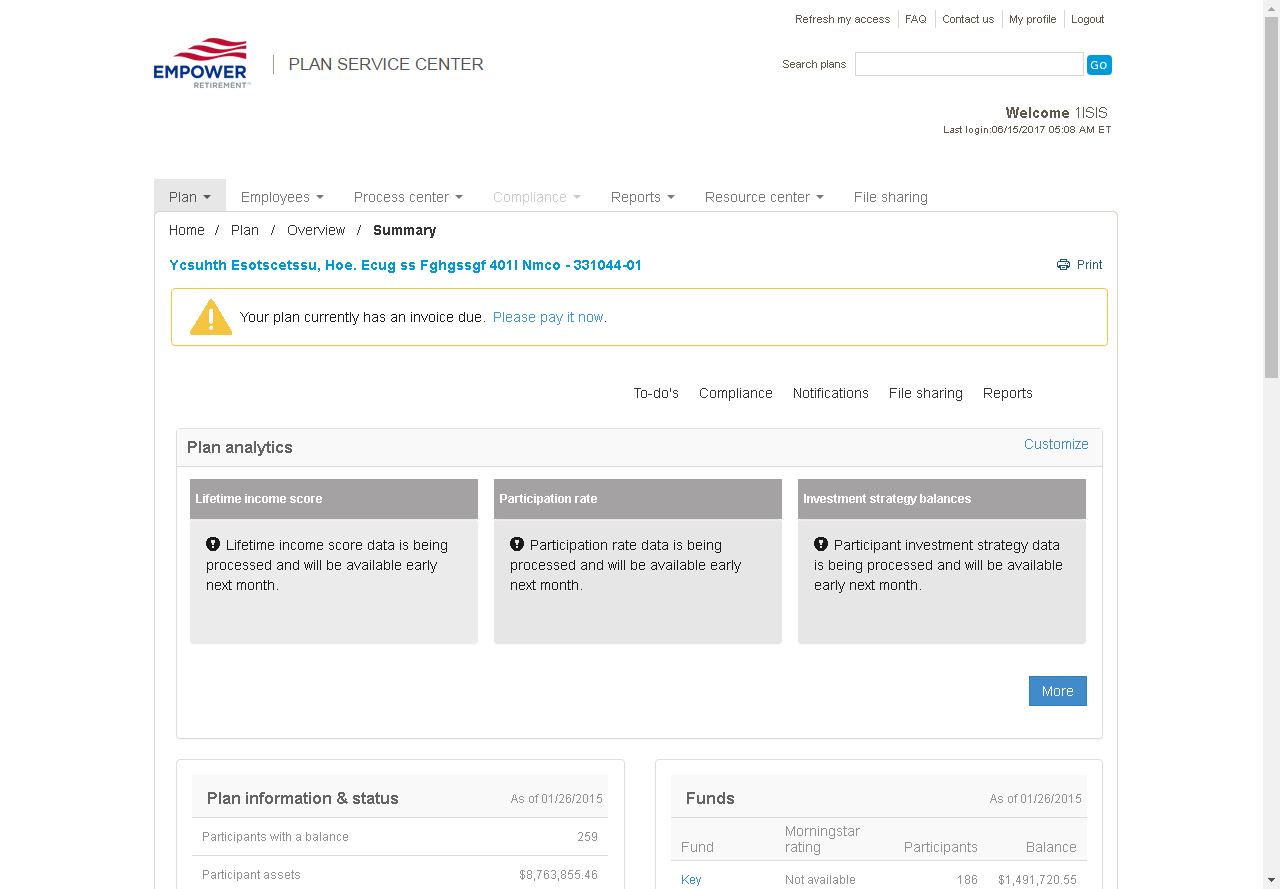 Refresh my access FAQ Contact us My profile Logout
EMPOWER
RETIREMENT™
PLAN SERVICE CENTER
Search plans Go
Welcome 1ISIS
Last login:06/15/2017 05:08 AM ET
Plan Employees Process center Compliance Reports Resource center File sharing
Home / Plan / Overview / Summary
Ycsuhth Esotscetssu, Hoe. Ecug ss Fghgssgf 401I Nmco - 331044-01
Print
Your plan currently has an invoice due. Please pay it now.
To-do's Compliance Notifications File sharing Reports
Plan analytics Customize
Lifetime income score
Lifetime income score data is being
processed and will be available early
next month.
Participation rate
Participation rate data is being
processed and will be available early
next month.
Investment strategy balances
Participant investment strategy data
is being processed and will be available
early next month.
More
Plan information & status As of 01/26/2015
Participants with a balance 259
Participant assets $8,763,855.46
Funds As of 01/26/2015
Fund Morningstar rating Participants Balance
Key Not available 186 $1,491,720.55